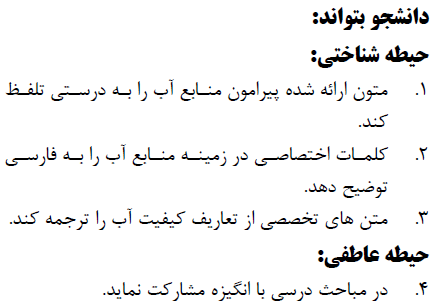 دانشجو بتواند:
حیطه شناختی:
۱. متون ارائه شده پیرامون منابع آب را به درستی تلفظ
کند.
۲. کلمات اختصاصی در زمینه منابع آب را به فارسی
توضیح دهد.
۳. متن های تخصصی از تعاریف کیفیت آب را ترجمه کند.
حیطه عاطفی:
۴. در مباحث درسی با انگیزه مشارکت نماید.